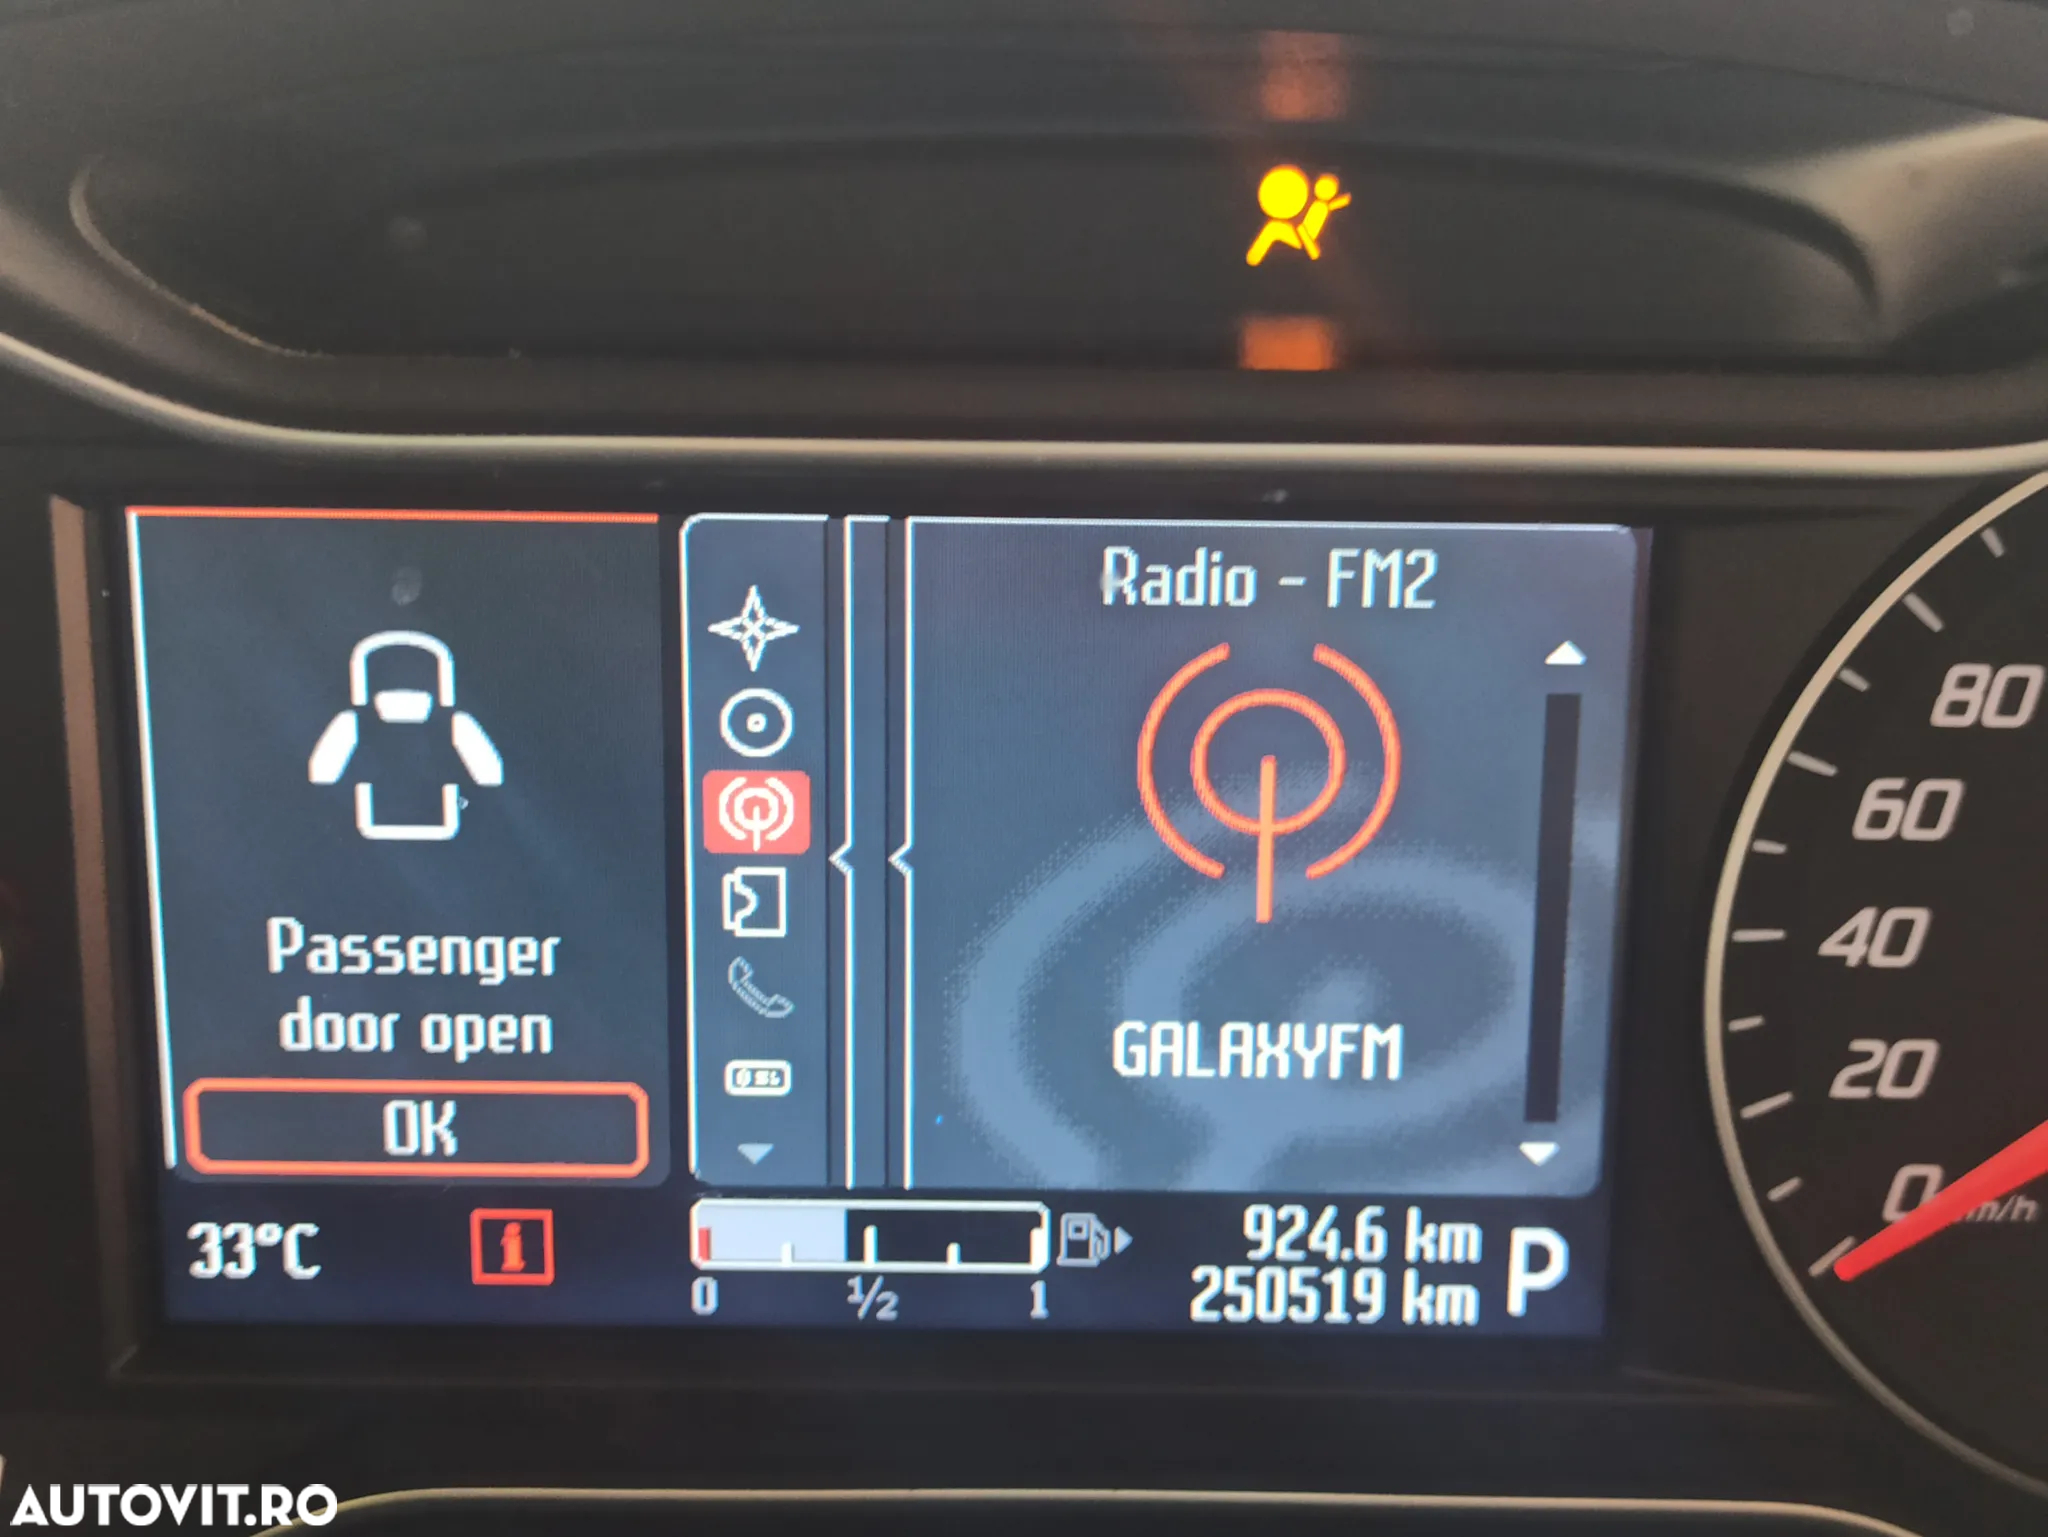 Radio - FM2
Passenger
door open
OK
GALAXYFM
33°C
i
0
½
1
924.6 km
250519 km
P
80
60
40
20
0
km/h
AUTOVIT.RO